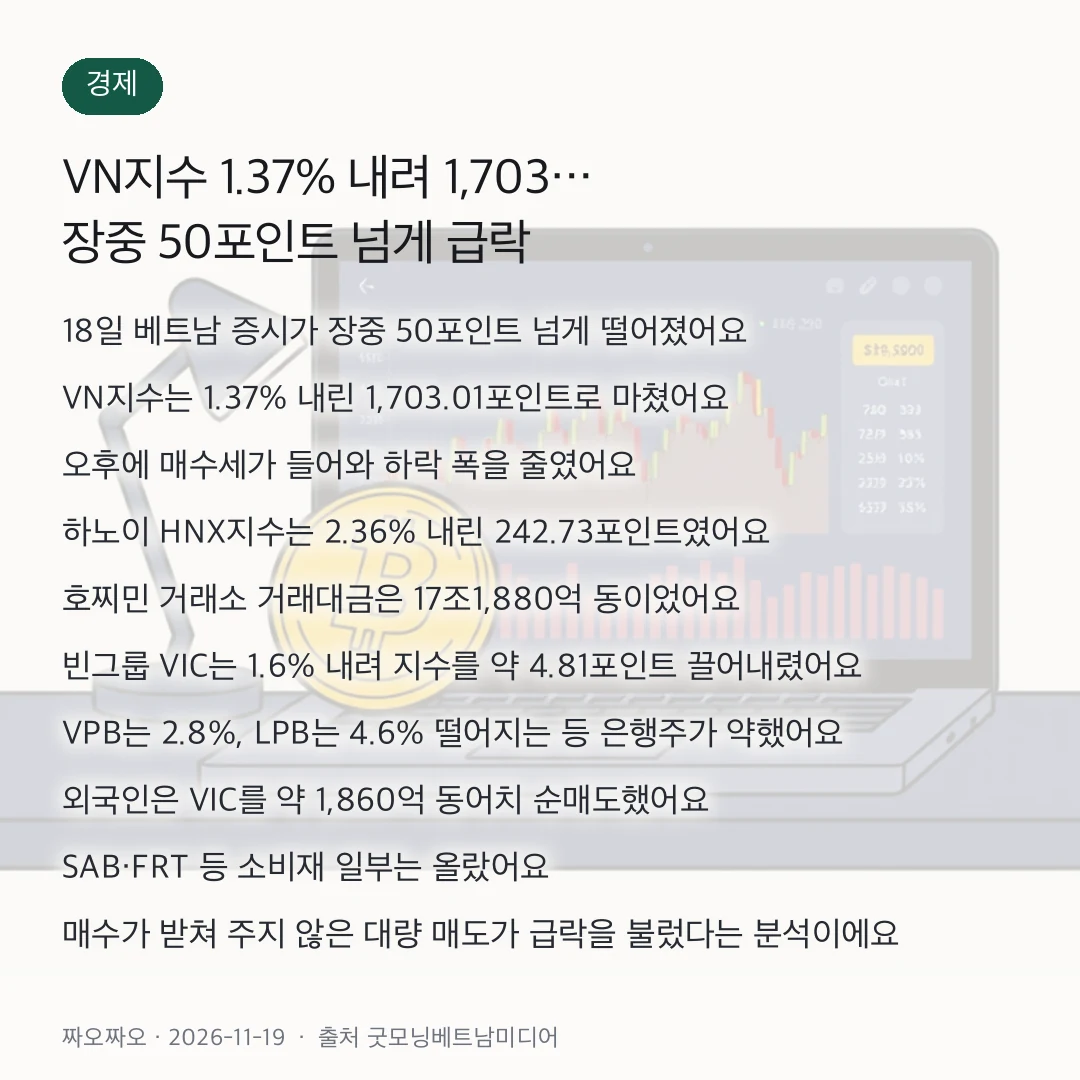 경제
VN지수 1.37% 내려 1,703…
장중 50포인트 넘게 급락
18일 베트남 증시가 장중 50포인트 넘게 떨어졌어요
VN지수는 1.37% 내린 1,703.01포인트로 마쳤어요
오후에 매수세가 들어와 하락 폭을 줄였어요
하노이 HNX지수는 2.36% 내린 242.73포인트였어요
호찌민 거래소 거래대금은 17조1,880억 동이었어요
빈그룹 VIC는 1.6% 내려 지수를 약 4.81포인트 끌어내렸어요
VPB는 2.8%, LPB는 4.6% 떨어지는 등 은행주가 약했어요
외국인은 VIC를 약 1,860억 동어치 순매도했어요
SAB·FRT 등 소비재 일부는 올랐어요
매수가 받쳐 주지 않은 대량 매도가 급락을 불렀다는 분석이에요
짜오짜오 · 2026-11-19 · 출처 굿모닝베트남미디어